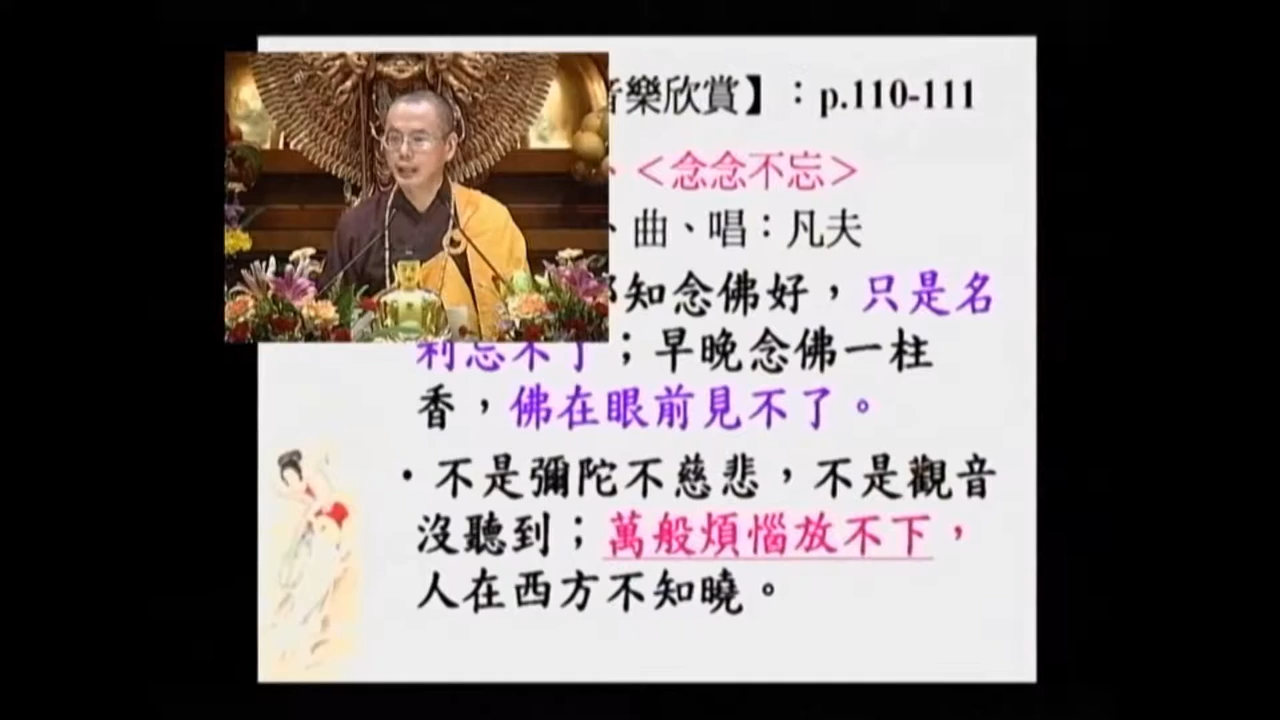 音樂欣賞】：p.110-111
、＜念念不忘＞
、曲、唱：凡夫
都知念佛好，只是名
利忘不了；早晚念佛一柱
香，佛在眼前見不了。
・不是彌陀不慈悲，不是觀音
沒聽到；萬般煩惱放不下，
人在西方不知曉。